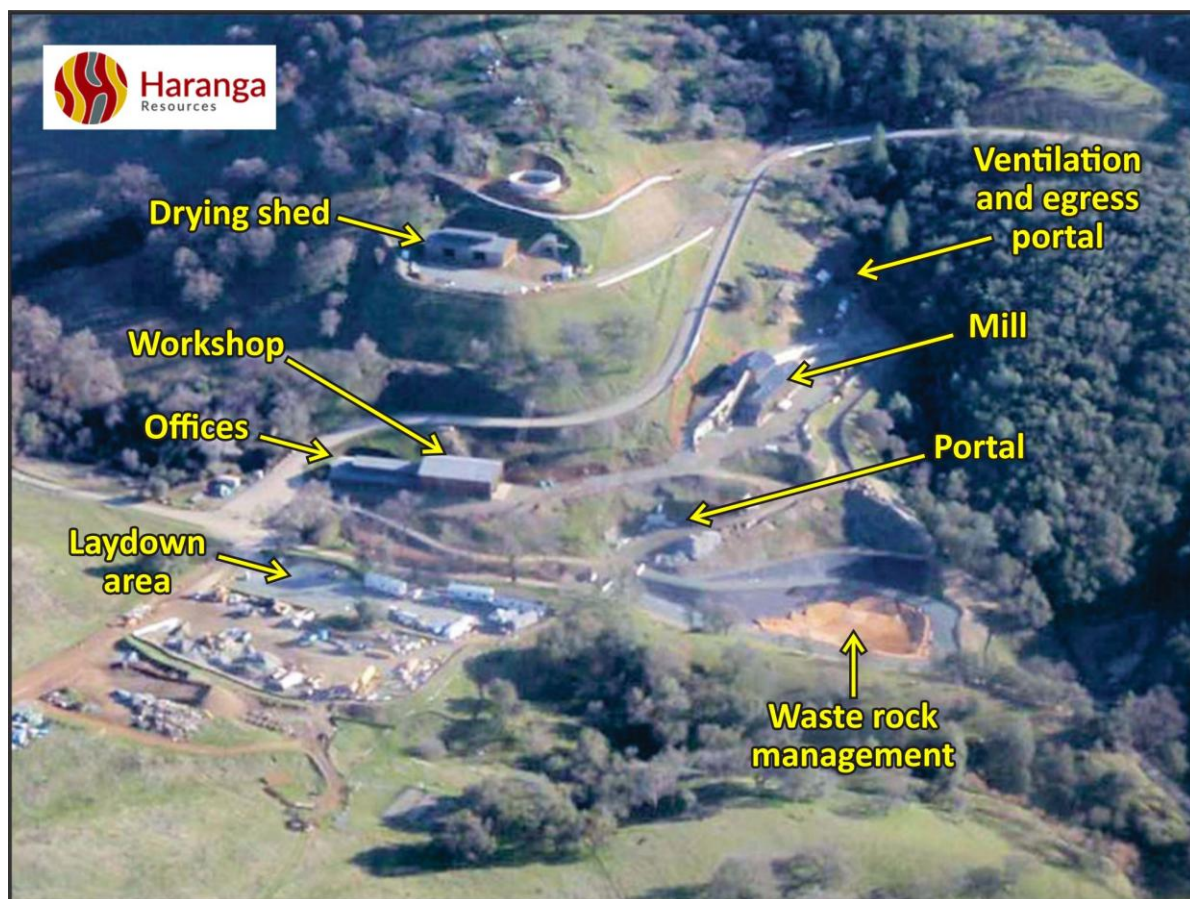 Haranga
Resources
Ventilation
and egress
portal
Drying shed
Mill
Workshop
Offices
Portal
Laydown
area
Waste rock
management